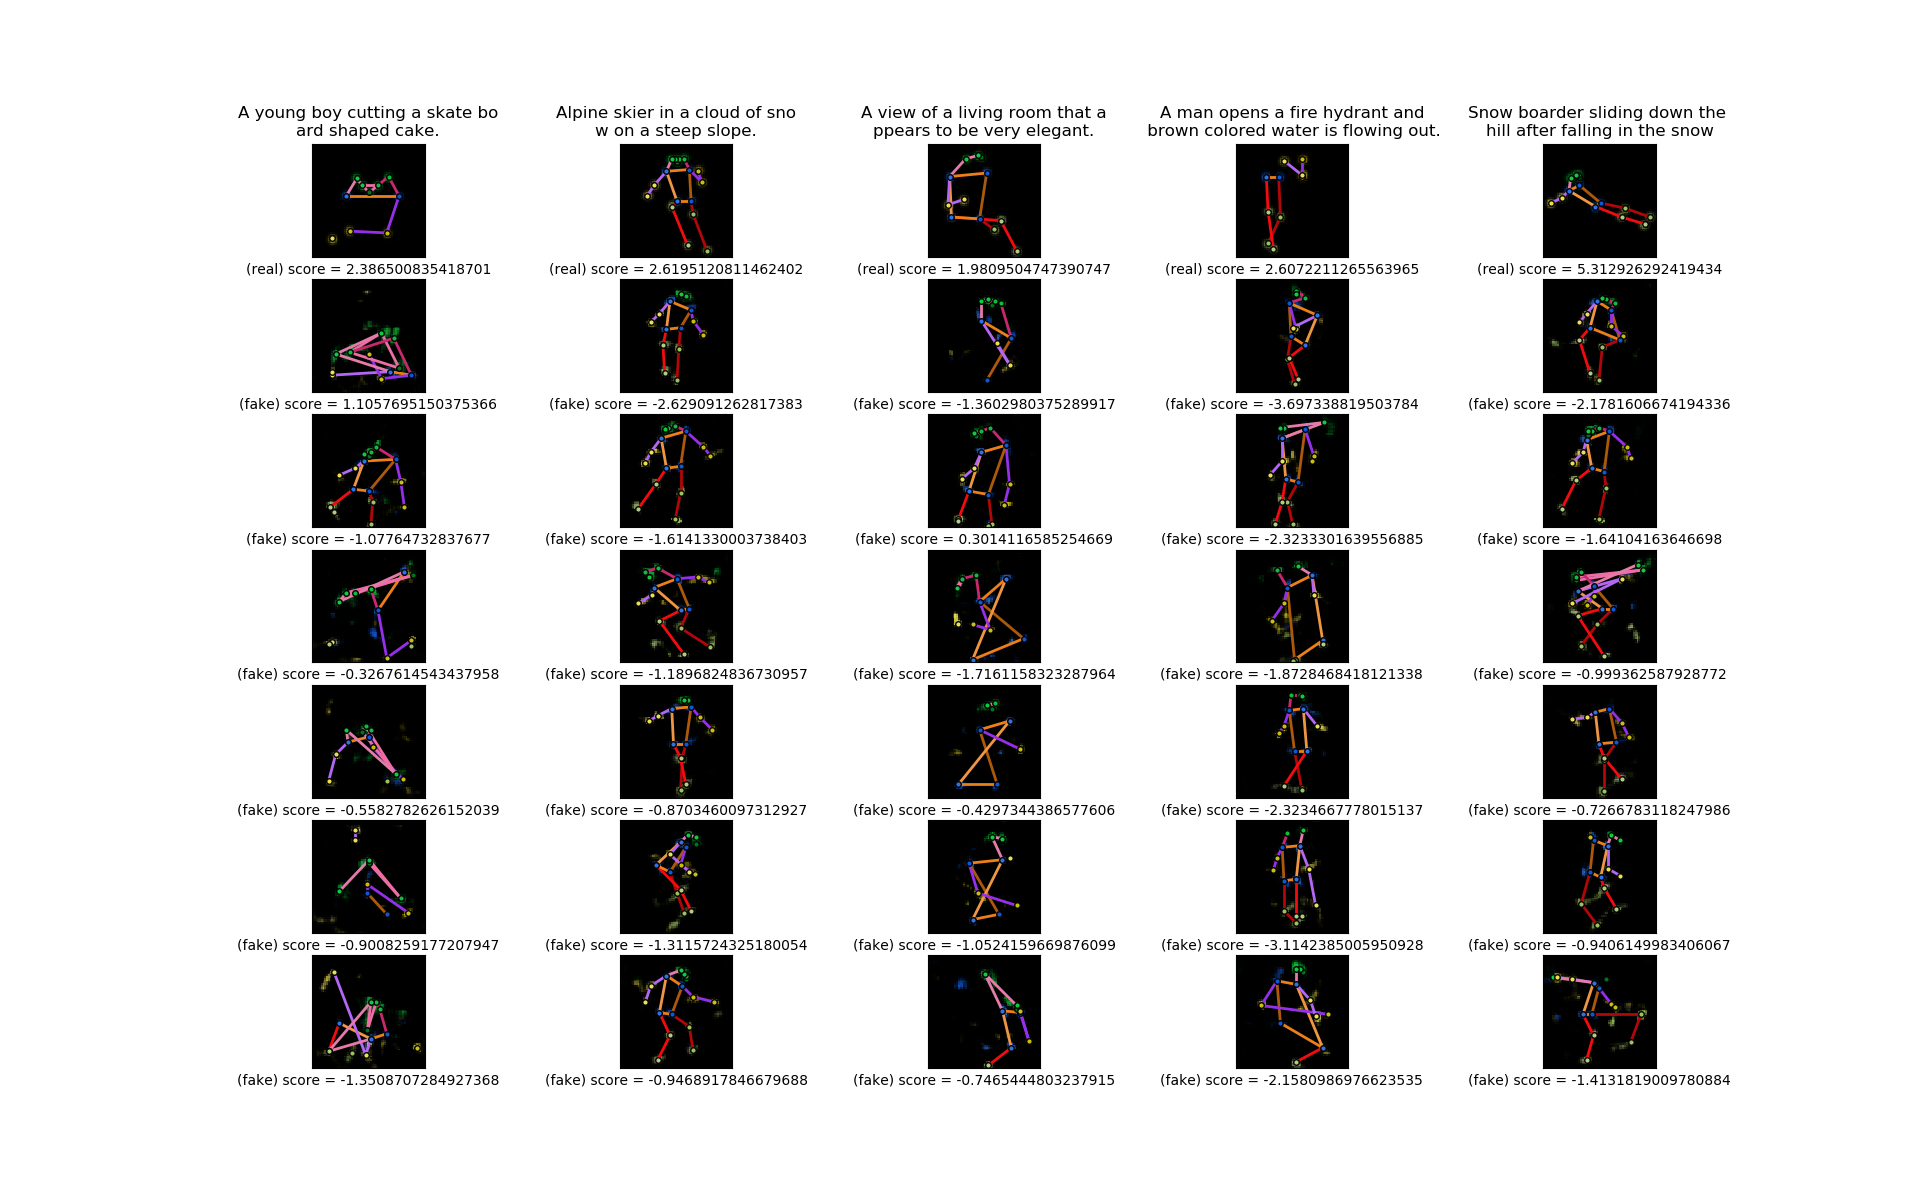 A young boy cutting a skate bo
ard shaped cake.
Alpine skier in a cloud of sno
w on a steep slope.
A view of a living room that a
ppears to be very elegant.
A man opens a fire hydrant and
brown colored water is flowing out.
Snow boarder sliding down the
hill after falling in the snow
(real) score = 2.386500835418701
(real) score = 2.6195120811462402
(real) score = 1.9809504747390747
(real) score = 2.6072211265563965
(real) score = 5.312926292419434
(fake) score = 1.1057695150375366
(fake) score = -2.629091262817383
(fake) score = -1.3602980375289917
(fake) score = -3.697338819503784
(fake) score = -2.1781606674194336
(fake) score = -1.07764732837677
(fake) score = -1.6141330003738403
(fake) score = 0.3014116585254669
(fake) score = -2.3233301639556885
(fake) score = -1.64104163646698
(fake) score = -0.3267614543437958
(fake) score = -1.1896824836730957
(fake) score = -1.7161158323287964
(fake) score = -1.8728468418121338
(fake) score = -0.999362587928772
(fake) score = -0.5582782626152039
(fake) score = -0.8703460097312927
(fake) score = -0.4297344386577606
(fake) score = -2.3234667778015137
(fake) score = -0.7266783118247986
(fake) score = -0.9008259177207947
(fake) score = -1.3115724325180054
(fake) score = -1.0524159669876099
(fake) score = -3.1142385005950928
(fake) score = -0.9406149983406067
(fake) score = -1.3508707284927368
(fake) score = -0.9468917846679688
(fake) score = -0.7465444803237915
(fake) score = -2.1580986976623535
(fake) score = -1.4131819009780884